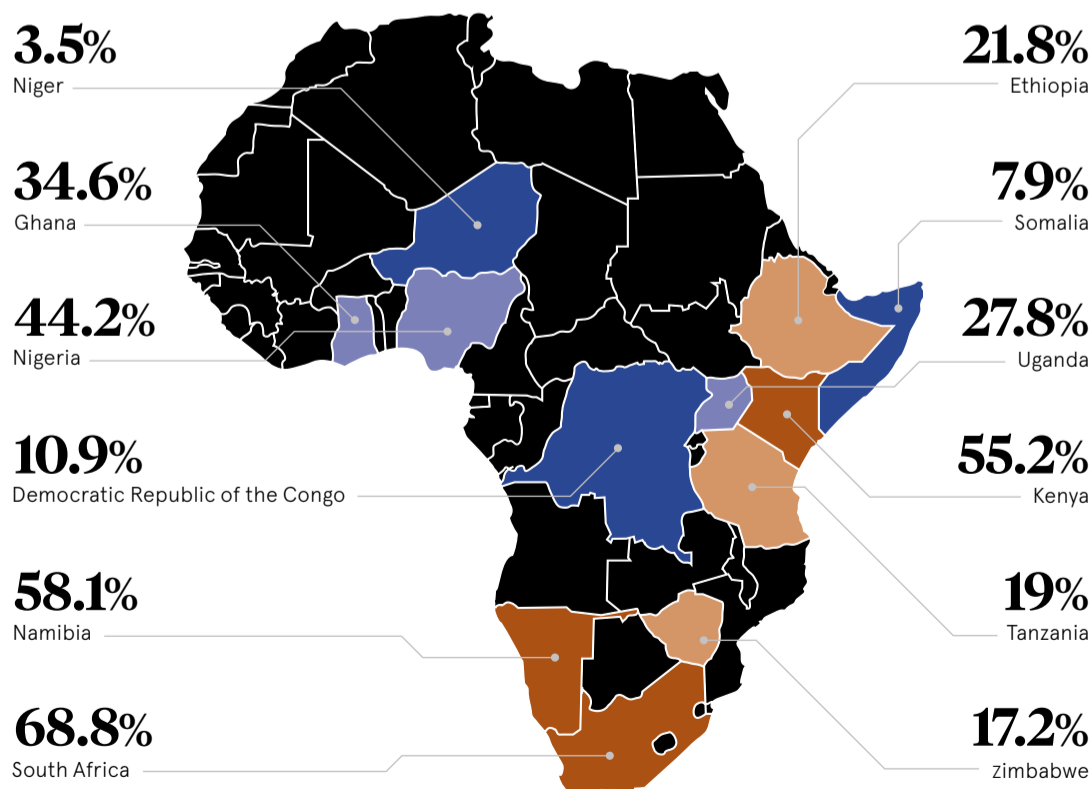 3.5%
Niger
34.6%
Ghana
44.2%
Nigeria
10.9%
Democratic Republic of the Congo
58.1%
Namibia
68.8%
South Africa
21.8%
Ethiopia
7.9%
Somalia
27.8%
Uganda
55.2%
Kenya
19%
Tanzania
17.2%
Zimbabwe